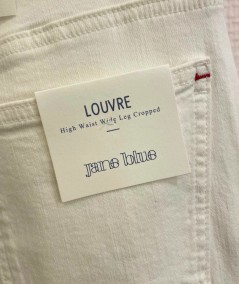 LOUVRE
High Waist Wide Leg Cropped
jane blue